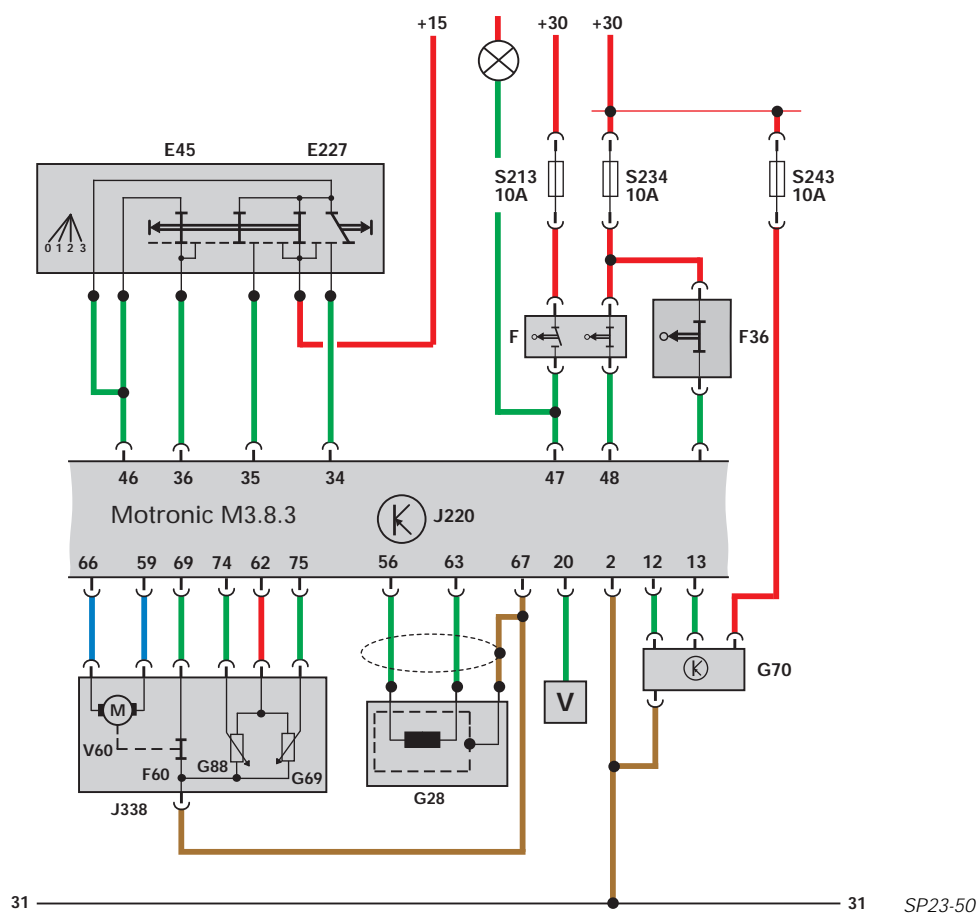 +15
+30
+30
E45
E227
S213
10A
S234
10A
S243
10A
0 1 2 3
F
F36
46
36
35
34
47
48
Motronic M3.8.3
J220
66
59
69
74
62
75
56
63
67
20
2
12
13
M
V60
F60
G88
G69
J338
G28
V
G70
31
31
SP23-50